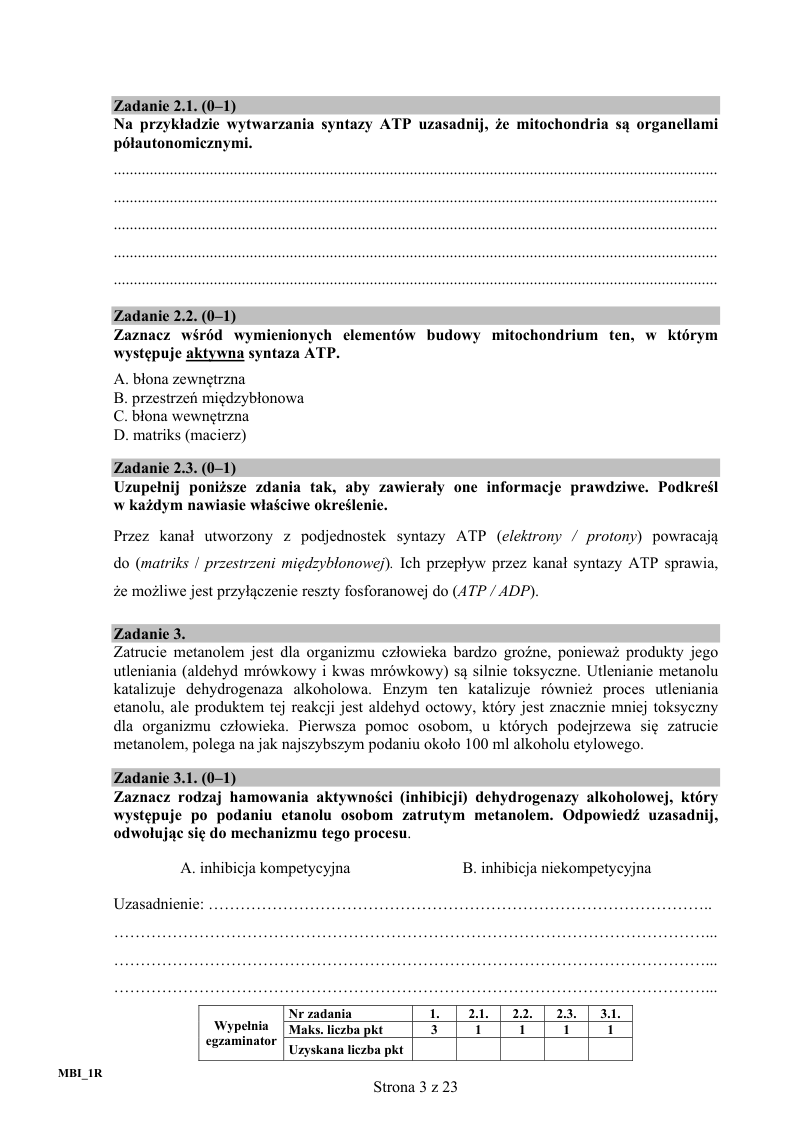 Zadanie 2.1. (0–1)
Na przykładzie wytwarzania syntazy ATP uzasadnij, że mitochondria są organellami
półautonomicznymi.
......................................................................................................................................................
......................................................................................................................................................
......................................................................................................................................................
......................................................................................................................................................
......................................................................................................................................................
Zadanie 2.2. (0–1)
Zaznacz wśród wymienionych elementów budowy mitochondrium ten, w którym
występuje aktywna syntaza ATP.
A. błona zewnętrzna
B. przestrzeń międzybłonowa
C. błona wewnętrzna
D. matriks (macierz)
Zadanie 2.3. (0–1)
Uzupełnij poniższe zdania tak, aby zawierały one informacje prawdziwe. Podkreśl
w każdym nawiasie właściwe określenie.
Przez kanał utworzony z podjednostek syntazy ATP (elektrony / protony) powracają
do (matriks / przestrzeni międzybłonowej). Ich przepływ przez kanał syntazy ATP sprawia,
że możliwe jest przyłączenie reszty fosforanowej do (ATP / ADP).
Zadanie 3.
Zatrucie metanolem jest dla organizmu człowieka bardzo groźne, ponieważ produkty jego
utleniania (aldehyd mrówkowy i kwas mrówkowy) są silnie toksyczne. Utlenianie metanolu
katalizuje dehydrogenaza alkoholowa. Enzym ten katalizuje również proces utleniania
etanolu, ale produktem tej reakcji jest aldehyd octowy, który jest znacznie mniej toksyczny
dla organizmu człowieka. Pierwsza pomoc osobom, u których podejrzewa się zatrucie
metanolem, polega na jak najszybszym podaniu około 100 ml alkoholu etylowego.
Zadanie 3.1. (0–1)
Zaznacz rodzaj hamowania aktywności (inhibicji) dehydrogenazy alkoholowej, który
występuje po podaniu etanolu osobom zatrutym metanolem. Odpowiedź uzasadnij,
odwołując się do mechanizmu tego procesu.
A. inhibicja kompetycyjna B. inhibicja niekompetycyjna
Uzasadnienie: …………………………………………………………………………………..
…………………………………………………………………………………………………...
…………………………………………………………………………………………………...
…………………………………………………………………………………………………...
Wypełnia egzaminator Nr zadania 1. 2.1. 2.2. 2.3. 3.1.
Maks. liczba pkt 3 1 1 1 1
Uzyskana liczba pkt
MBI_1R
Strona 3 z 23